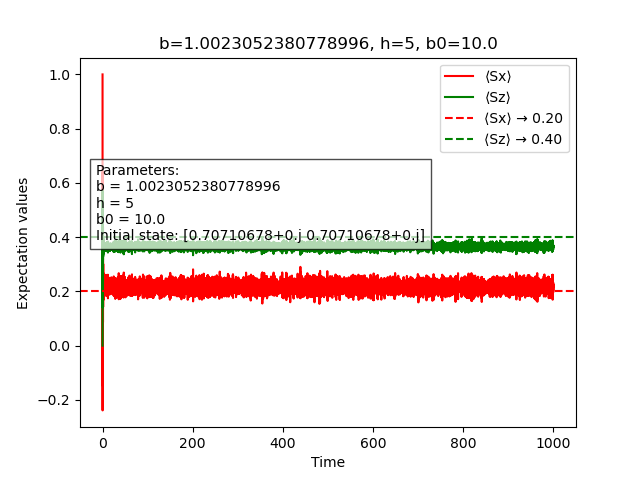 b=1.0023052380778996, h=5, b0=10.0
1.0
0.8
0.6
0.4
0.2
0.0
−0.2
Expectation values
⟨Sx⟩
⟨Sz⟩
⟨Sx⟩ → 0.20
⟨Sz⟩ → 0.40
Parameters:
b = 1.0023052380778996
h = 5
b0 = 10.0
Initial state: [0.70710678+0.j 0.70710678+0.j]
0 200 400 600 800 1000
Time